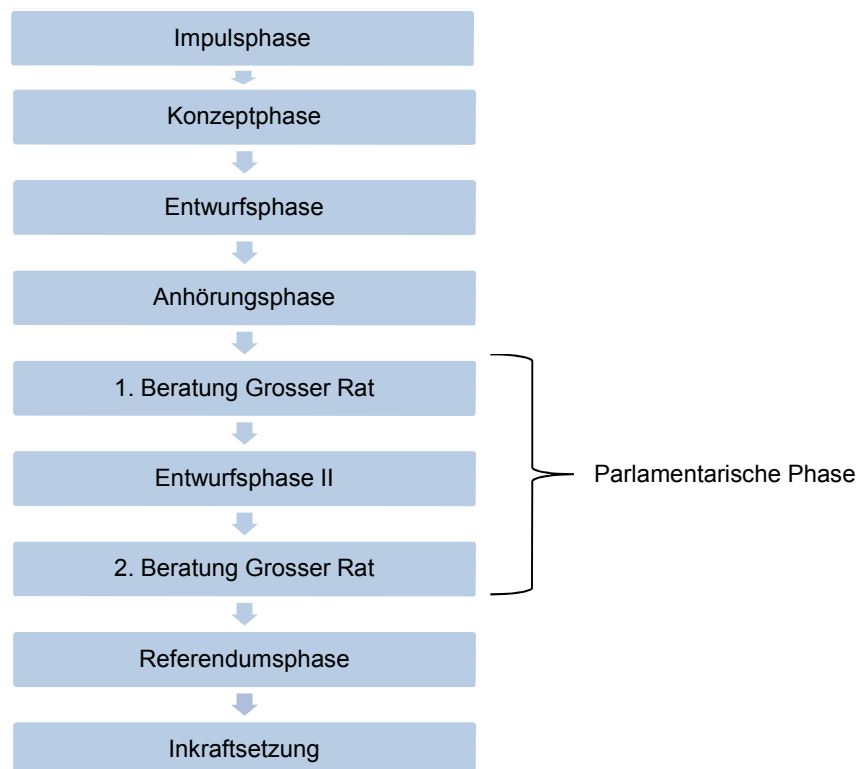 Impulsphase
Konzeptphase
Entwurfsphase
Anhörungsphase
1. Beratung Grosser Rat
Entwurfsphase II
Parlamentarische Phase
2. Beratung Grosser Rat
Referendumsphase
Inkraftsetzung